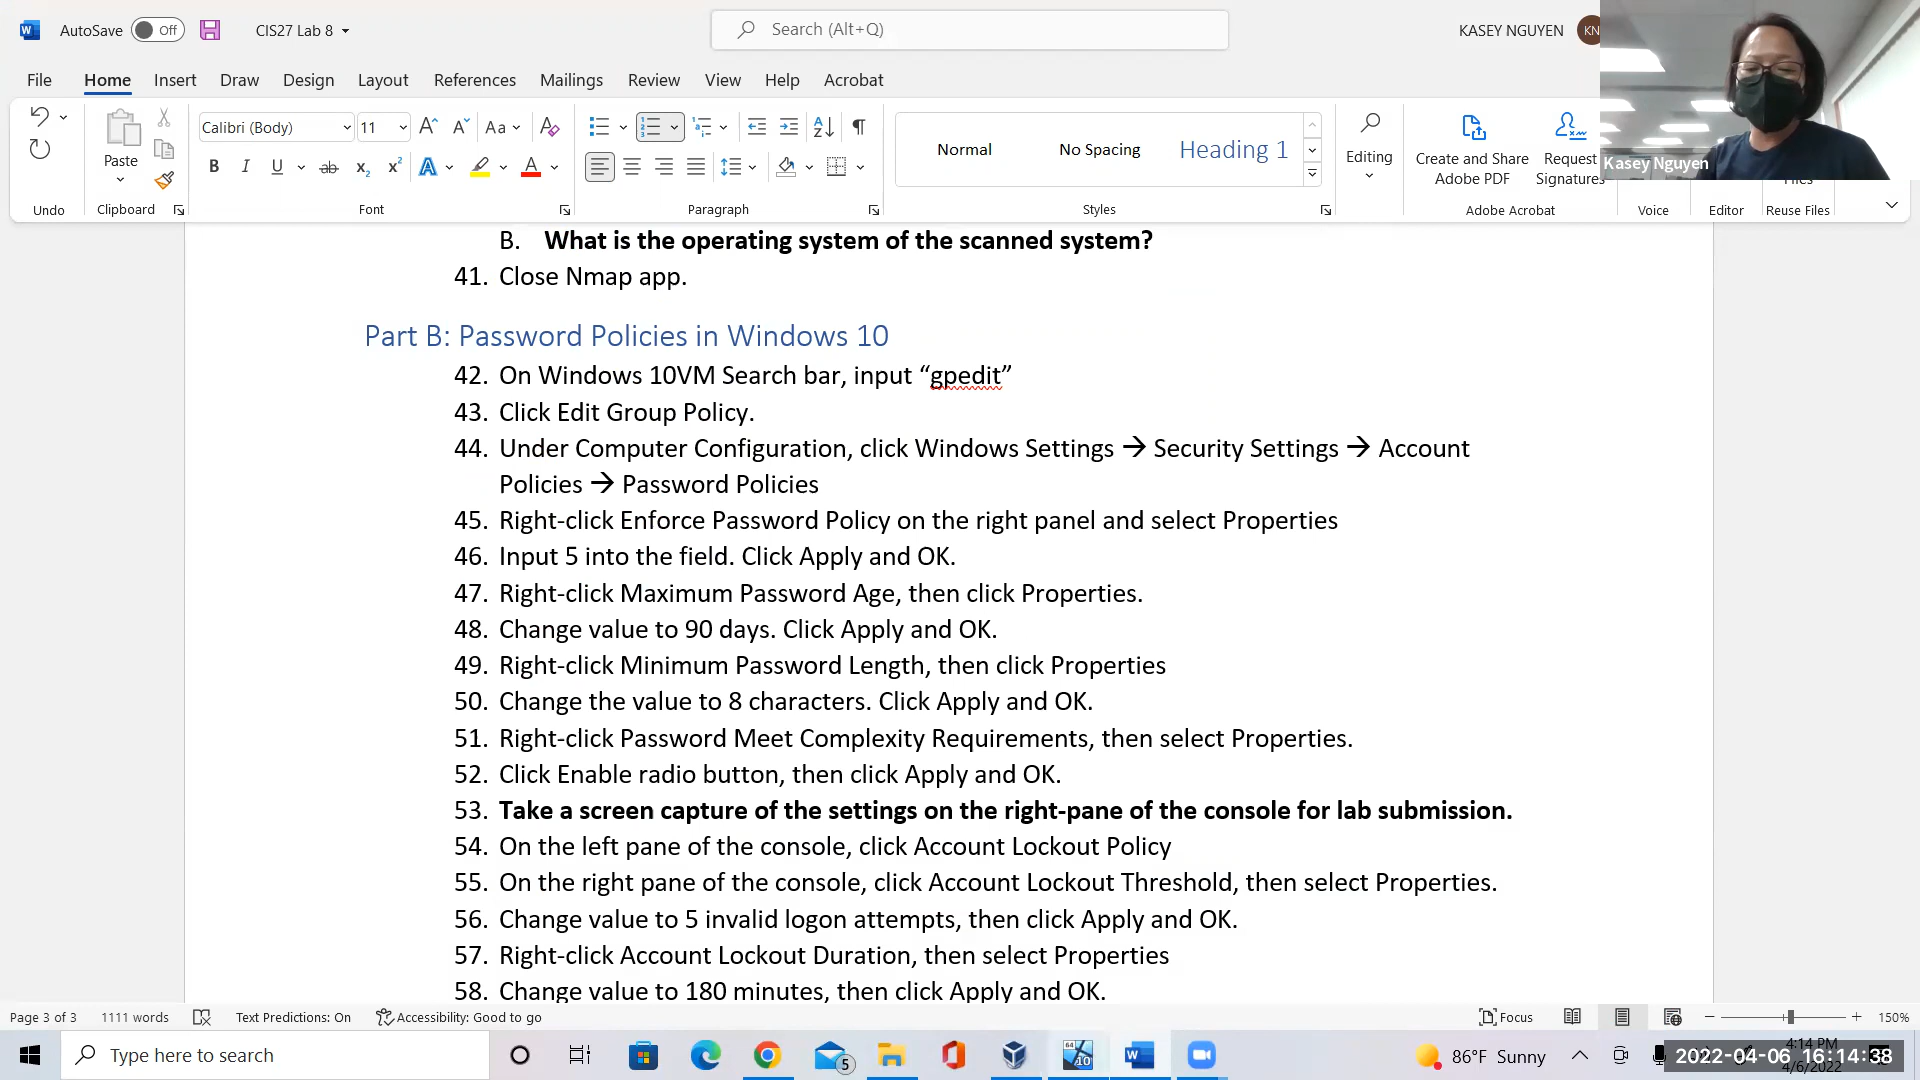 AutoSave Off CIS27 Lab 8 Search (Alt+Q) KASEY NGUYEN KN
File Home Insert Draw Design Layout References Mailings Review View Help Acrobat
Calibri (Body) 11 Aa
Normal No Spacing Heading 1
Paste Editing Create and Share Adobe PDF Request Signatures
Kasey Nguyen
Undo Clipboard Font Paragraph Styles Adobe Acrobat Voice Editor Reuse Files
B. What is the operating system of the scanned system?
41. Close Nmap app.
Part B: Password Policies in Windows 10
42. On Windows 10VM Search bar, input “gpedit”
43. Click Edit Group Policy.
44. Under Computer Configuration, click Windows Settings → Security Settings → Account
Policies → Password Policies
45. Right-click Enforce Password Policy on the right panel and select Properties
46. Input 5 into the field. Click Apply and OK.
47. Right-click Maximum Password Age, then click Properties.
48. Change value to 90 days. Click Apply and OK.
49. Right-click Minimum Password Length, then click Properties
50. Change the value to 8 characters. Click Apply and OK.
51. Right-click Password Meet Complexity Requirements, then select Properties.
52. Click Enable radio button, then click Apply and OK.
53. Take a screen capture of the settings on the right-pane of the console for lab submission.
54. On the left pane of the console, click Account Lockout Policy
55. On the right pane of the console, click Account Lockout Threshold, then select Properties.
56. Change value to 5 invalid logon attempts, then click Apply and OK.
57. Right-click Account Lockout Duration, then select Properties
58. Change value to 180 minutes, then click Apply and OK.
Page 3 of 3 1111 words Text Predictions: On Accessibility: Good to go Focus 150%
Type here to search 5 86°F Sunny 4:14 PM
2022-04-06 16:14:38
4/6/2022